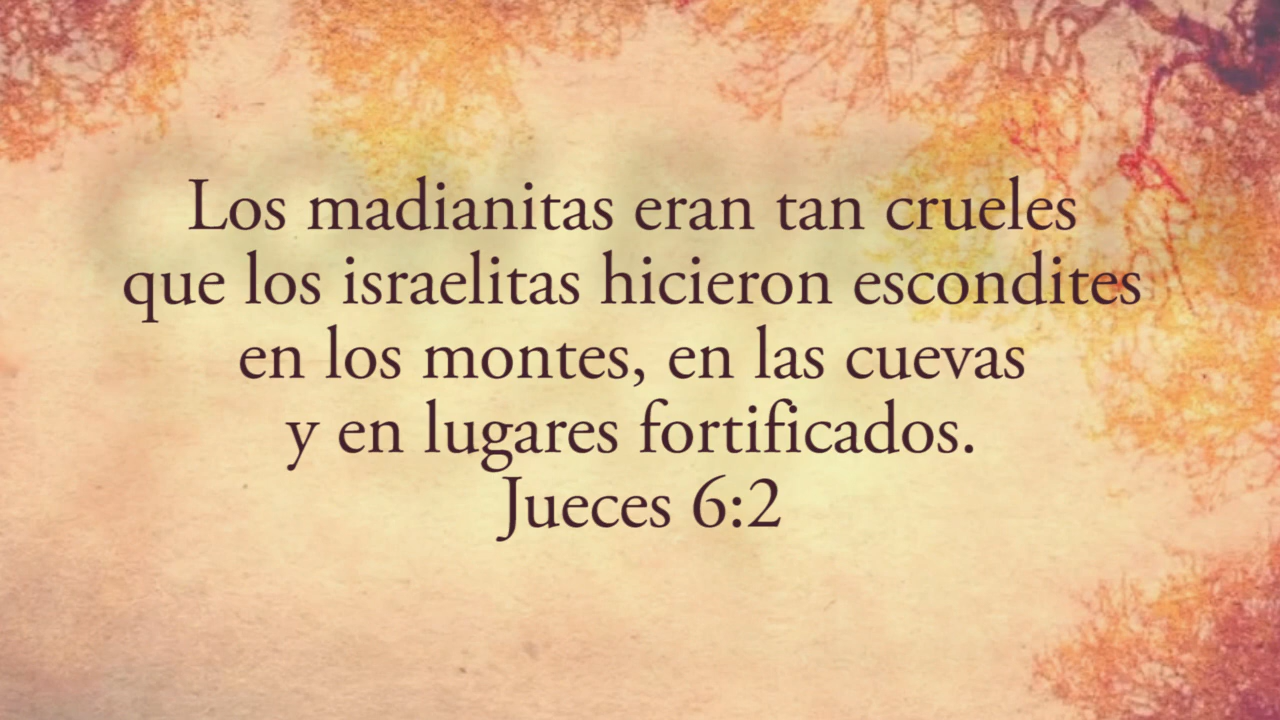 Los madianitas eran tan crueles
que los israelitas hicieron escondites
en los montes, en las cuevas
y en lugares fortificados.
Jueces 6:2